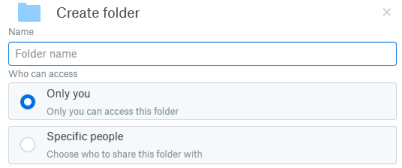 Create folder
Name
Folder name
Who can access
Only you
Only you can access this folder
Specific people
Choose who to share this folder with